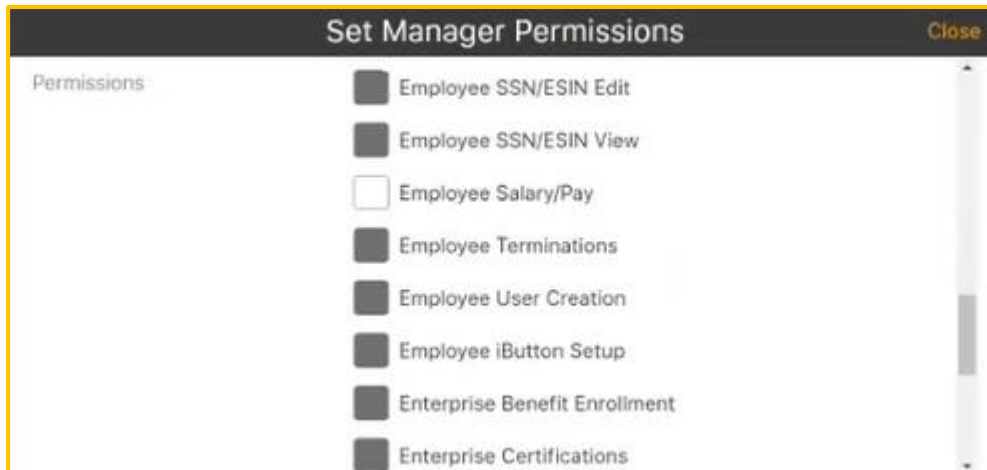 Set Manager Permissions
Close
Permissions
Employee SSN/ESIN Edit
Employee SSN/ESIN View
Employee Salary/Pay
Employee Terminations
Employee User Creation
Employee iButton Setup
Enterprise Benefit Enrollment
Enterprise Certifications